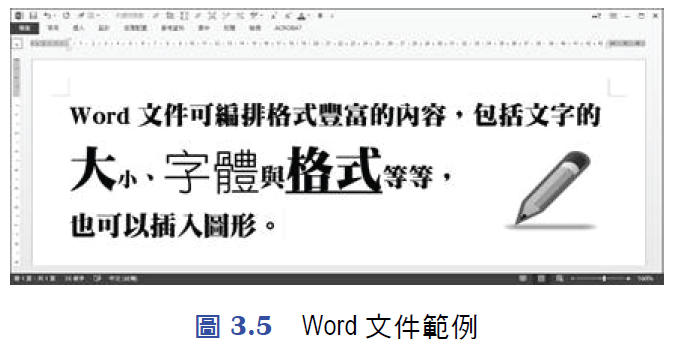 ACROBAT
Word 文件可編排格式豐富的內容，包括文字的
大小、字體與格式等等，
也可以插入圖形。
100%
圖 3.5 Word 文件範例